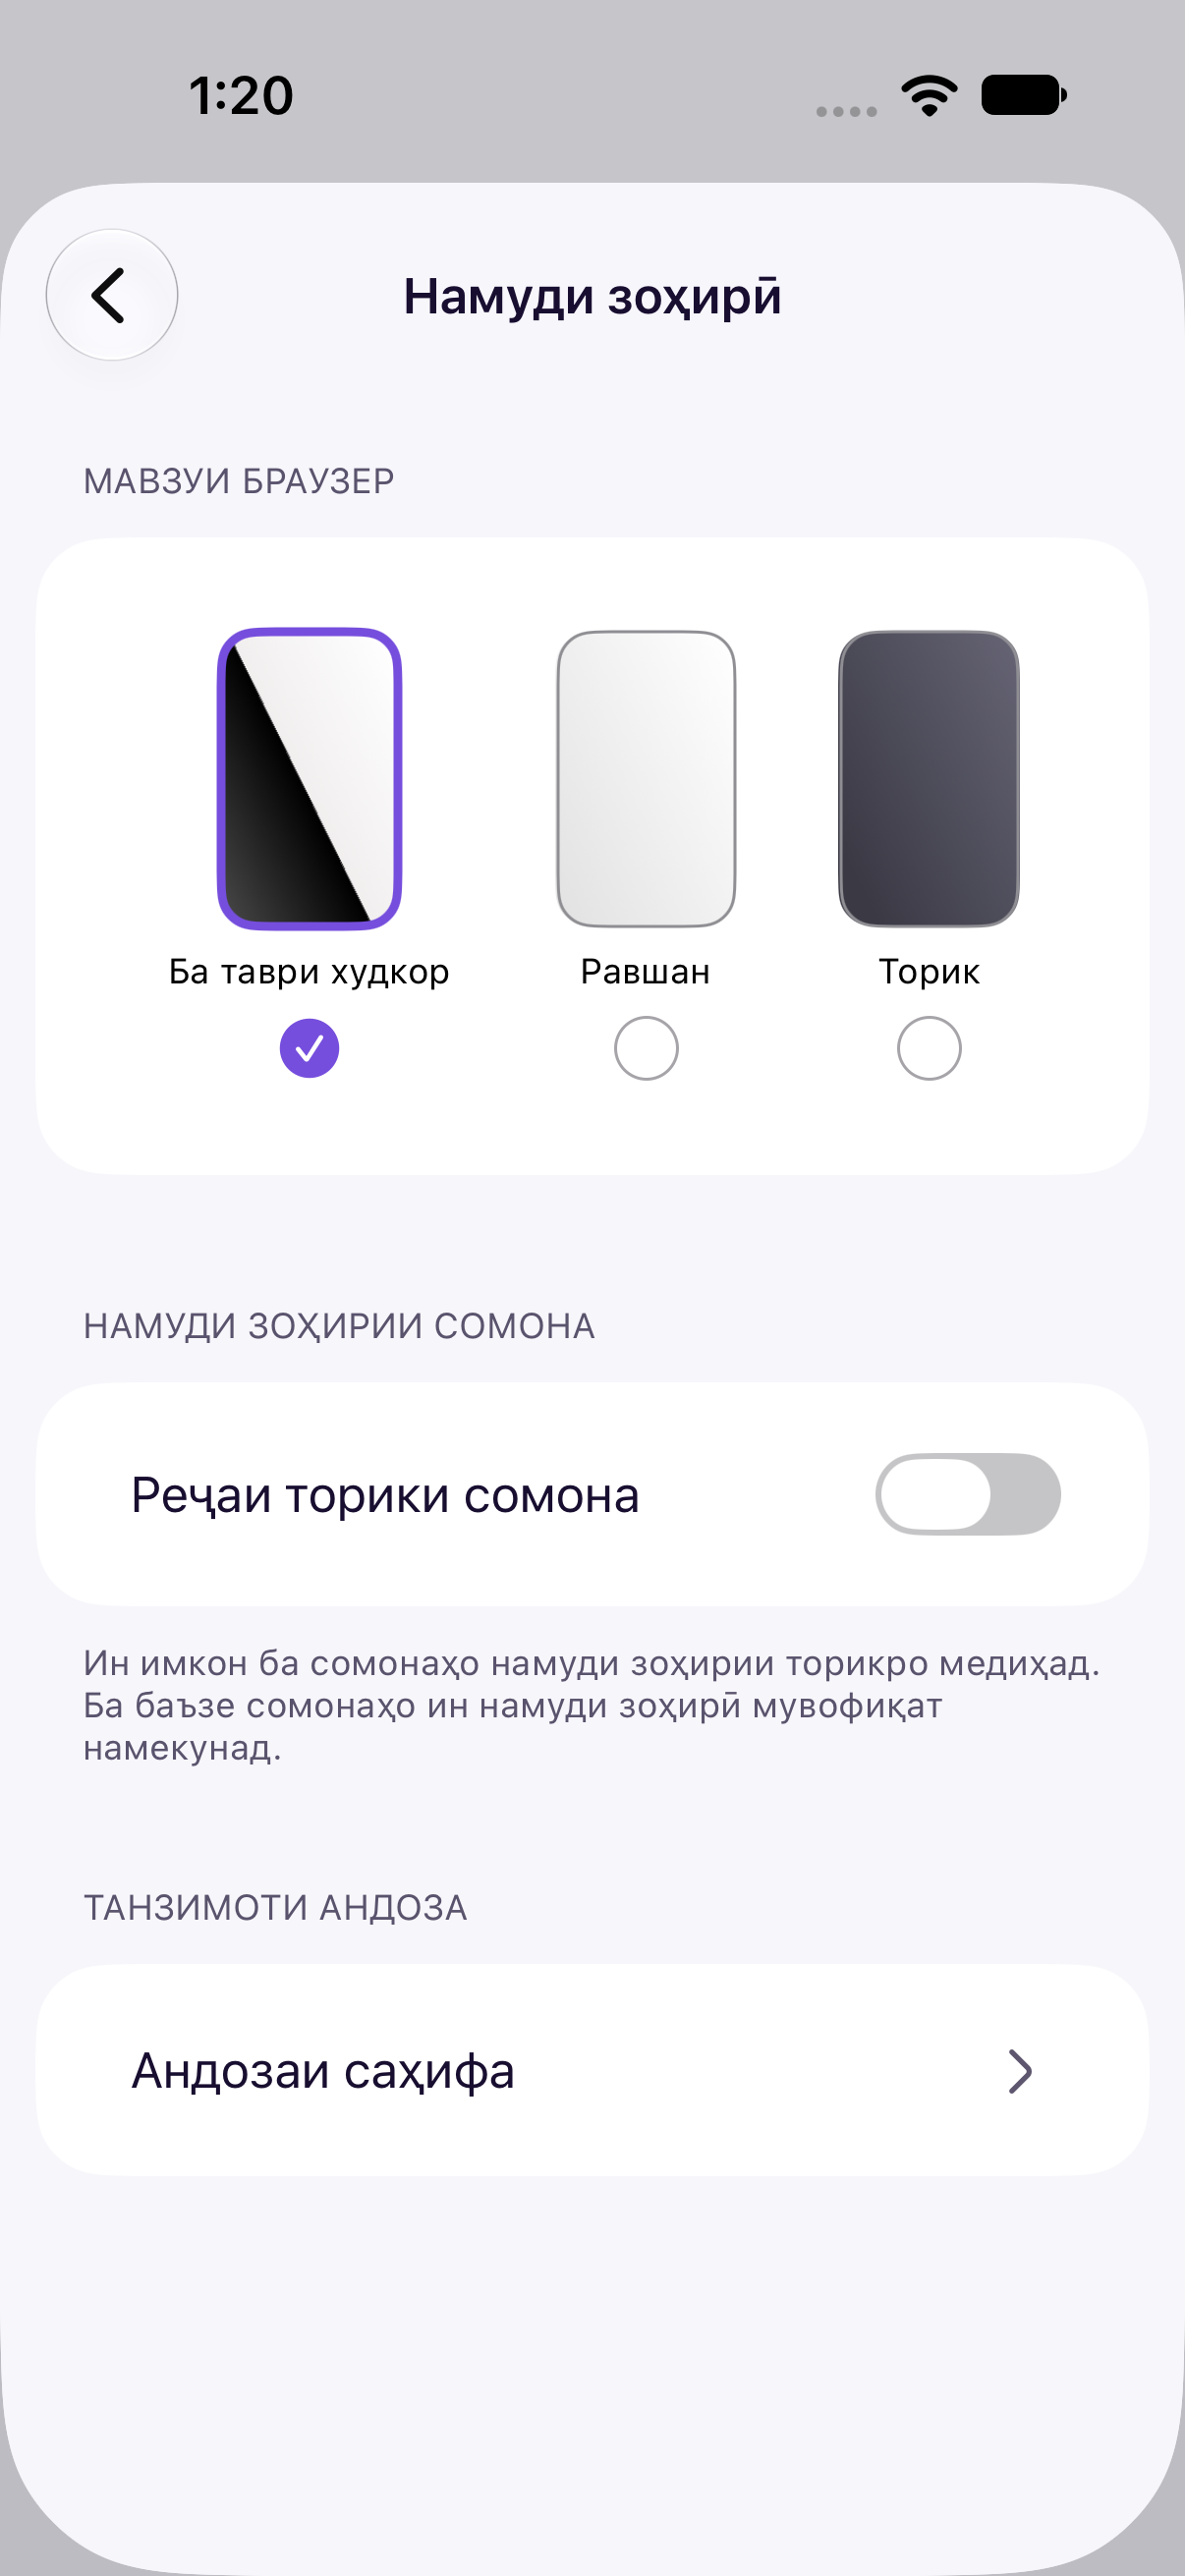 1:20
Намуди зоҳирӣ
МАВЗУИ БРАУЗЕР
Ба таври худкор
Равшан
Торик
НАМУДИ ЗОҲИРИИ СОМОНА
Реҷаи торики сомона
Ин имкон ба сомонаҳо намуди зоҳирии торикро медиҳад.
Ба баъзе сомонаҳо ин намуди зоҳирӣ мувофиқат
намекунад.
ТАНЗИМОТИ АНДОЗА
Андозаи саҳифа